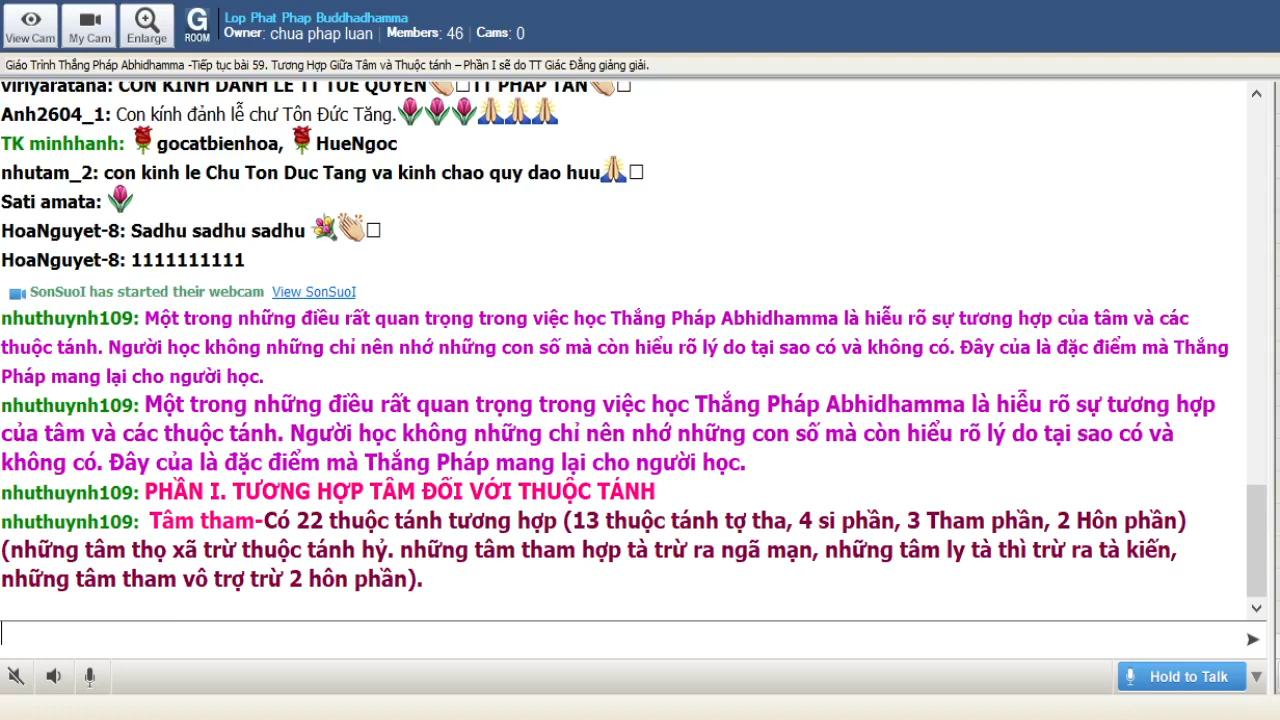 View Cam
My Cam
Enlarge
G
ROOM
Lop Phat Phap Buddhadhamma
Owner: chua phap luan Members: 46 Cams: 0
Giáo Trình Thắng Pháp Abhidhamma -Tiếp tục bài 59. Tương Hợp Giữa Tâm và Thuộc tánh – Phần I sẽ do TT Giác Đẳng giảng giải.
viriyaratana: CON KINH DANH LE TT TUE QUYEN TT PHAP TAN
Anh2604_1: Con kính đảnh lễ chư Tôn Đức Tăng.
TK minhhanh: gocatbienhoa, HueNgoc
nhutam_2: con kinh le Chu Ton Duc Tang va kinh chao quy dao huu
Sati amata:
HoaNguyet-8: Sadhu sadhu sadhu
HoaNguyet-8: 1111111111
SonSuoI has started their webcam View SonSuoI
nhuthuynh109: Một trong những điều rất quan trọng trong việc học Thắng Pháp Abhidhamma là hiễu rõ sự tương hợp của tâm và các
thuộc tánh. Người học không những chỉ nên nhớ những con số mà còn hiểu rõ lý do tại sao có và không có. Đây của là đặc điểm mà Thắng
Pháp mang lại cho người học.
nhuthuynh109: Một trong những điều rất quan trọng trong việc học Thắng Pháp Abhidhamma là hiễu rõ sự tương hợp
của tâm và các thuộc tánh. Người học không những chỉ nên nhớ những con số mà còn hiểu rõ lý do tại sao có và
không có. Đây của là đặc điểm mà Thắng Pháp mang lại cho người học.
nhuthuynh109: PHẦN I. TƯƠNG HỢP TÂM ĐỐI VỚI THUỘC TÁNH
nhuthuynh109: Tâm tham-Có 22 thuộc tánh tương hợp (13 thuộc tánh tợ tha, 4 si phần, 3 Tham phần, 2 Hôn phần)
(những tâm thọ xã trừ thuộc tánh hỷ. những tâm tham hợp tà trừ ra ngã mạn, những tâm ly tà thì trừ ra tà kiến,
những tâm tham vô trợ trừ 2 hôn phần).
Hold to Talk